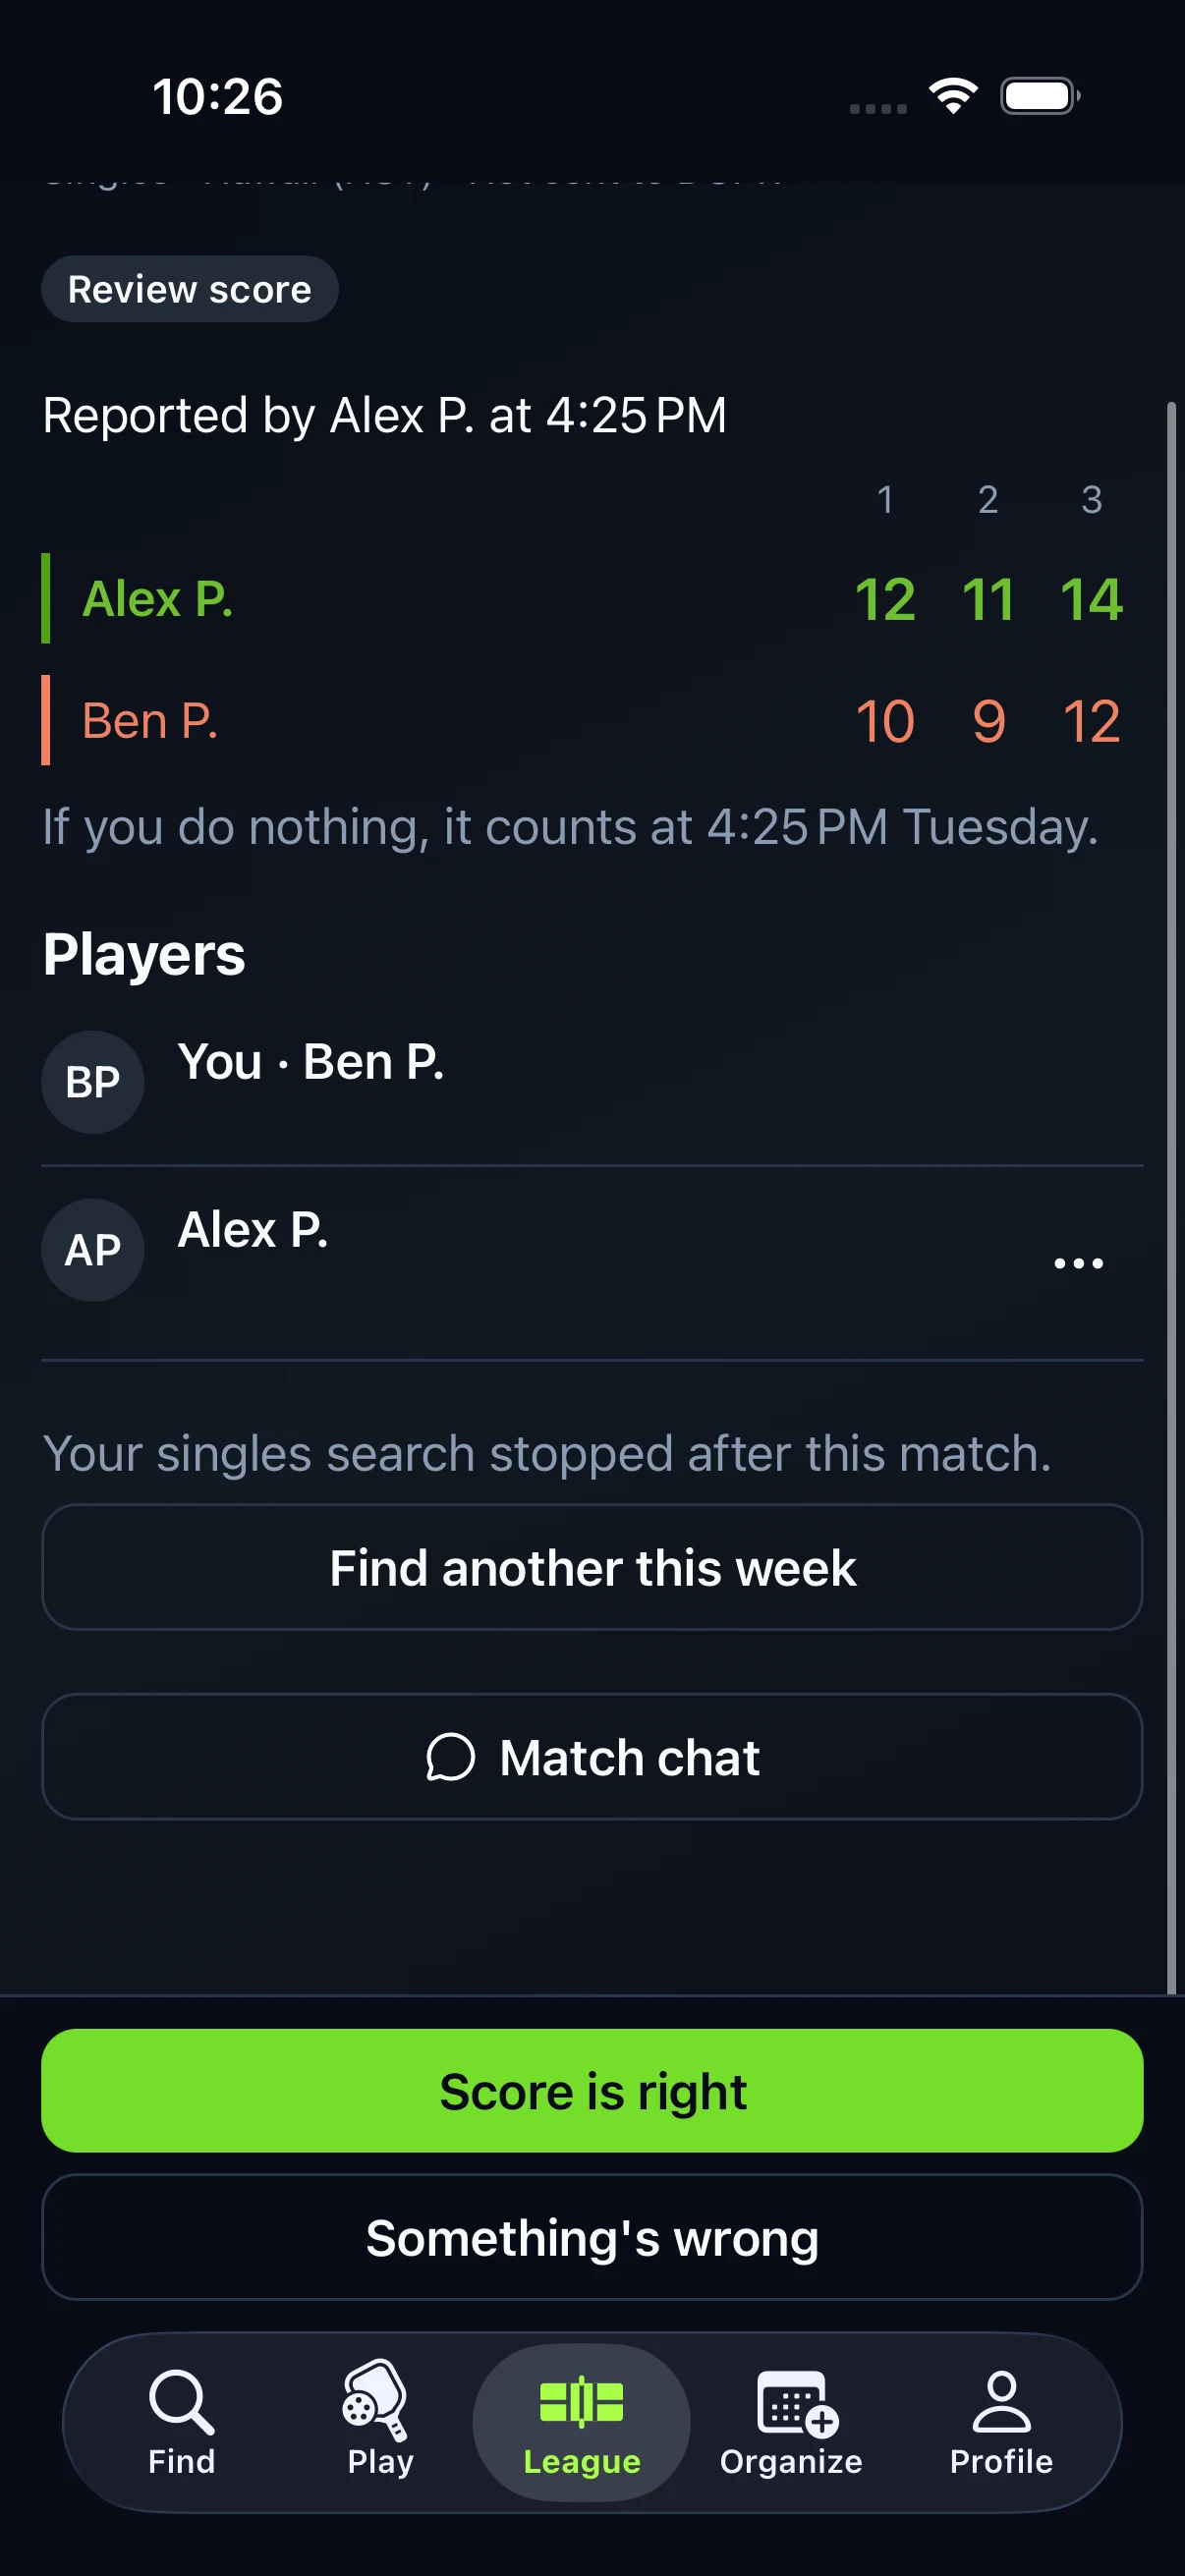 10:26
Review score
Reported by Alex P. at 4:25 PM
1 2 3
Alex P. 12 11 14
Ben P. 10 9 12
If you do nothing, it counts at 4:25 PM Tuesday.
Players
BP You · Ben P.
AP Alex P.
Your singles search stopped after this match.
Find another this week
Match chat
Score is right
Something's wrong
Find Play League Organize Profile